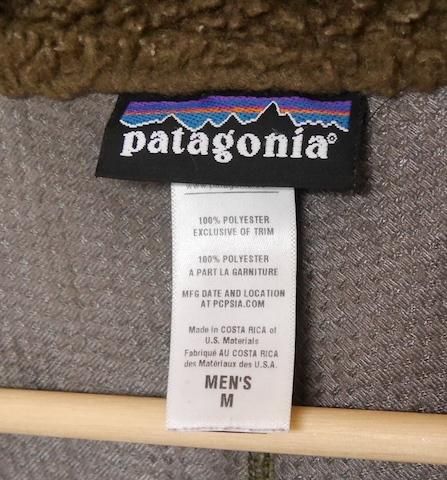 patagonia®
100% POLYESTER
EXCLUSIVE OF TRIM
100% POLYESTER
A PART LA GARNITURE
MFG DATE AND LOCATION
AT PCPSIA.COM
Made in COSTA RICA of
U.S. Materials
Fabriqué AU COSTA RICA
des Matériaux des U.S.A.
MEN'S
M